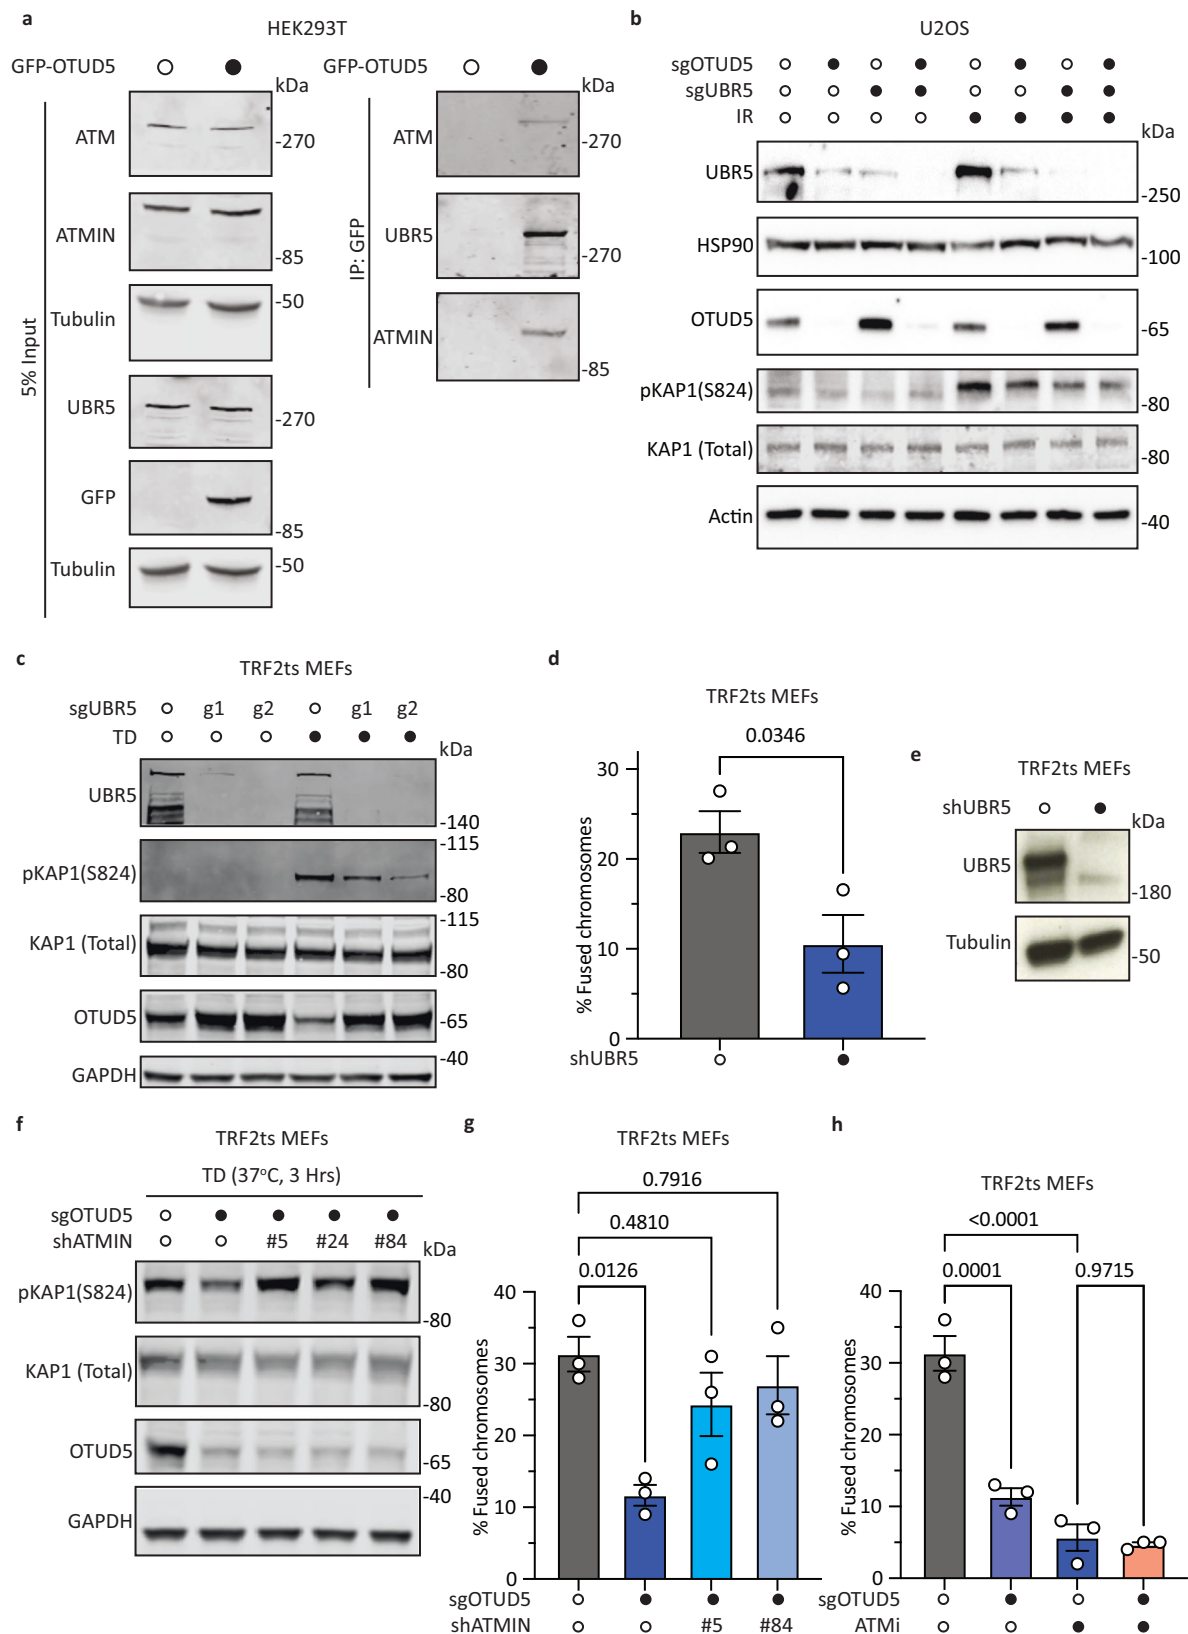 a
HEK293T
GFP-OTUD5
kDa
5% Input
ATM
-270
ATMIN
-85
Tubulin
-50
UBR5
-270
GFP
-85
Tubulin
-50
GFP-OTUD5
kDa
IP: GFP
ATM
-270
UBR5
-270
ATMIN
-85
b
U2OS
sgOTUD5
sgUBR5
IR
kDa
UBR5
-250
HSP90
-100
OTUD5
-65
pKAP1(S824)
-80
KAP1 (Total)
-80
Actin
-40
c
TRF2ts MEFs
sgUBR5 g1 g2 g1 g2
TD
kDa
UBR5
-140
-115
pKAP1(S824)
-80
-115
KAP1 (Total)
-80
OTUD5
-65
-40
GAPDH
d
TRF2ts MEFs
0.0346
% Fused chromosomes
30
20
10
0
shUBR5
e
TRF2ts MEFs
shUBR5
kDa
UBR5
-180
Tubulin
-50
f
TRF2ts MEFs
TD (37°C, 3 Hrs)
sgOTUD5
shATMIN #5 #24 #84
kDa
pKAP1(S824)
-80
KAP1 (Total)
-80
OTUD5
-65
-40
GAPDH
g
TRF2ts MEFs
0.7916
0.4810
0.0126
% Fused chromosomes
40
30
20
10
0
sgOTUD5
shATMIN #5 #84
h
TRF2ts MEFs
<0.0001
0.0001 0.9715
% Fused chromosomes
40
30
20
10
0
sgOTUD5
ATMi